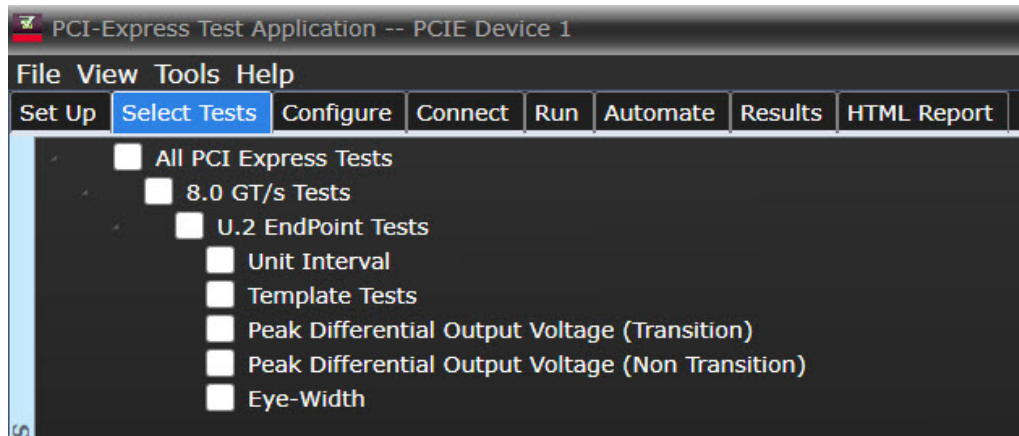 PCI-Express Test Application -- PCIE Device 1
File View Tools Help
Set Up Select Tests Configure Connect Run Automate Results HTML Report
All PCI Express Tests
8.0 GT/s Tests
U.2 EndPoint Tests
Unit Interval
Template Tests
Peak Differential Output Voltage (Transition)
Peak Differential Output Voltage (Non Transition)
Eye-Width
S